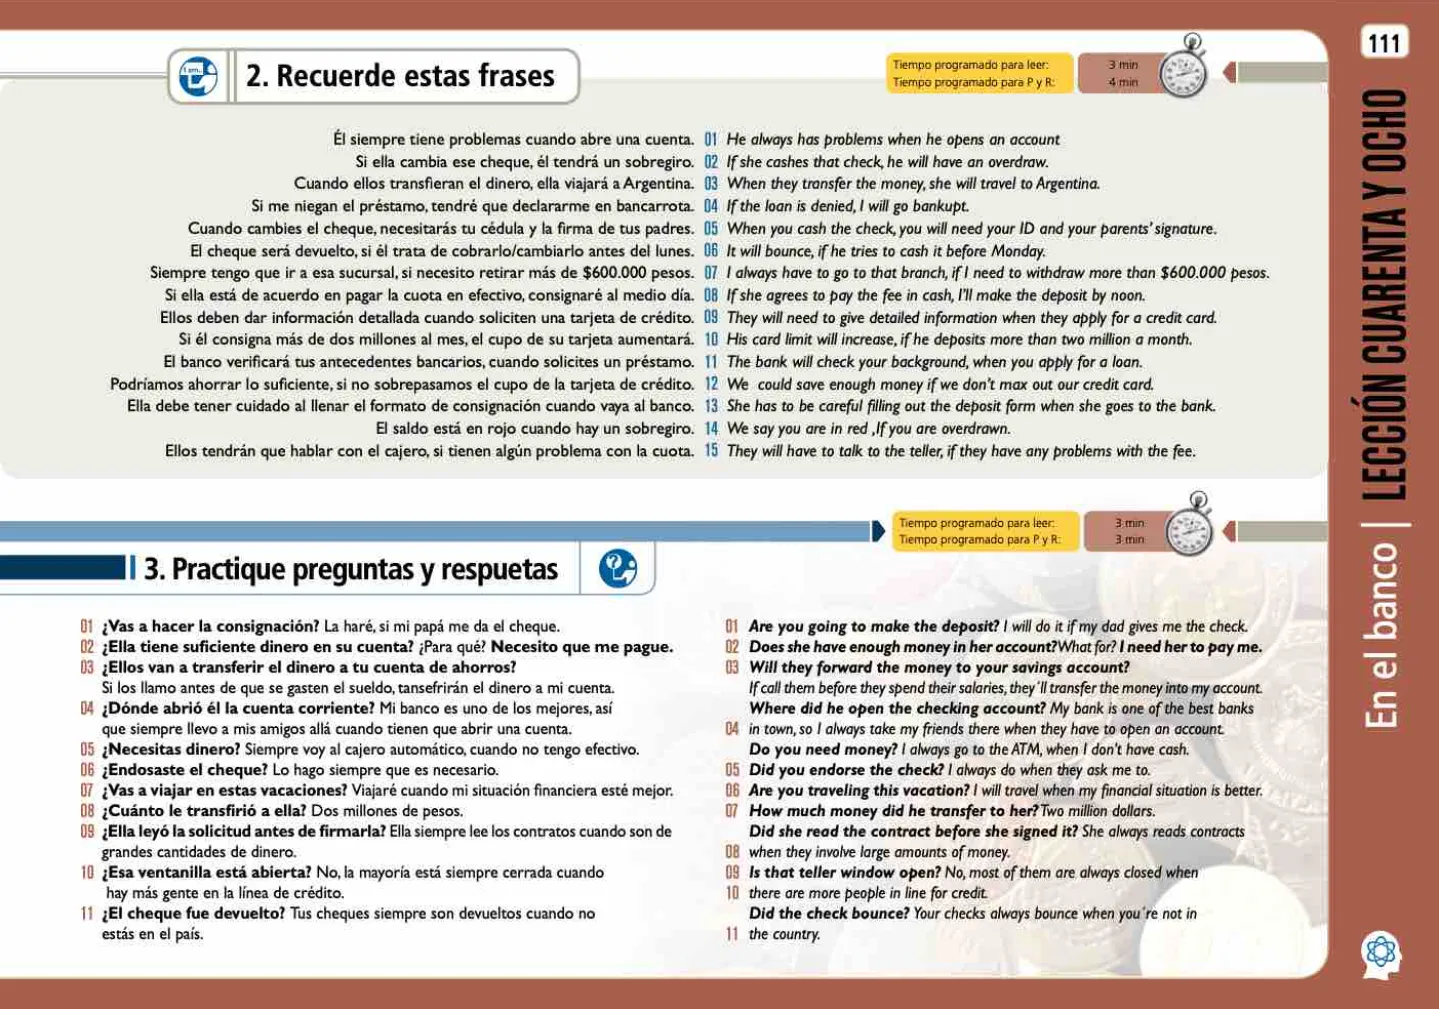 111
LECCIÓN CUARENTA Y OCHO
En el banco
2. Recuerde estas frases
Tiempo programado para leer: 3 min
Tiempo programado para P y R: 4 min
Él siempre tiene problemas cuando abre una cuenta. 01 He always has problems when he opens an account
Si ella cambia ese cheque, él tendrá un sobregiro. 02 If she cashes that check, he will have an overdraw.
Cuando ellos transfieran el dinero, ella viajará a Argentina. 03 When they transfer the money, she will travel to Argentina.
Si me niegan el préstamo, tendré que declararme en bancarrota. 04 If the loan is denied, I will go bankupt.
Cuando cambies el cheque, necesitarás tu cédula y la firma de tus padres. 05 When you cash the check, you will need your ID and your parents' signature.
El cheque será devuelto, si él trata de cobrarlo/cambiarlo antes del lunes. 06 It will bounce, if he tries to cash it before Monday.
Siempre tengo que ir a esa sucursal, si necesito retirar más de $600.000 pesos. 07 I always have to go to that branch, if I need to withdraw more than $600.000 pesos.
Si ella está de acuerdo en pagar la cuota en efectivo, consignaré al medio día. 08 If she agrees to pay the fee in cash, I'll make the deposit by noon.
Ellos deben dar información detallada cuando soliciten una tarjeta de crédito. 09 They will need to give detailed information when they apply for a credit card.
Si él consigna más de dos millones al mes, el cupo de su tarjeta aumentará. 10 His card limit will increase, if he deposits more than two million a month.
El banco verificará tus antecedentes bancarios, cuando solicites un préstamo. 11 The bank will check your background, when you apply for a loan.
Podríamos ahorrar lo suficiente, si no sobrepasamos el cupo de la tarjeta de crédito. 12 We could save enough money if we don't max out our credit card.
Ella debe tener cuidado al llenar el formato de consignación cuando vaya al banco. 13 She has to be careful filling out the deposit form when she goes to the bank.
El saldo está en rojo cuando hay un sobregiro. 14 We say you are in red ,If you are overdrawn.
Ellos tendrán que hablar con el cajero, si tienen algún problema con la cuota. 15 They will have to talk to the teller, if they have any problems with the fee.
Tiempo programado para leer: 3 min
Tiempo programado para P y R: 3 min
3. Practique preguntas y respuetas
01 ¿Vas a hacer la consignación? La haré, si mi papá me da el cheque.
02 ¿Ella tiene suficiente dinero en su cuenta? ¿Para qué? Necesito que me pague.
03 ¿Ellos van a transferir el dinero a tu cuenta de ahorros?
Si los llamo antes de que se gasten el sueldo, tansefrirán el dinero a mi cuenta.
04 ¿Dónde abrió él la cuenta corriente? Mi banco es uno de los mejores, así
que siempre llevo a mis amigos allá cuando tienen que abrir una cuenta.
05 ¿Necesitas dinero? Siempre voy al cajero automático, cuando no tengo efectivo.
06 ¿Endosaste el cheque? Lo hago siempre que es necesario.
07 ¿Vas a viajar en estas vacaciones? Viajaré cuando mi situación financiera esté mejor.
08 ¿Cuánto le transfirió a ella? Dos millones de pesos.
09 ¿Ella leyó la solicitud antes de firmarla? Ella siempre lee los contratos cuando son de
grandes cantidades de dinero.
10 ¿Esa ventanilla está abierta? No, la mayoría está siempre cerrada cuando
hay más gente en la línea de crédito.
11 ¿El cheque fue devuelto? Tus cheques siempre son devueltos cuando no
estás en el país.
01 Are you going to make the deposit? I will do it if my dad gives me the check.
02 Does she have enough money in her account?What for? I need her to pay me.
03 Will they forward the money to your savings account?
If call them before they spend their salaries, they´ll transfer the money into my account.
Where did he open the checking account? My bank is one of the best banks
04 in town, so I always take my friends there when they have to open an account.
Do you need money? I always go to the ATM, when I don't have cash.
05 Did you endorse the check? I always do when they ask me to.
06 Are you traveling this vacation? I will travel when my financial situation is better.
07 How much money did he transfer to her? Two million dollars.
Did she read the contract before she signed it? She always reads contracts
08 when they involve large amounts of money.
09 Is that teller window open? No, most of them are always closed when
10 there are more people in line for credit.
Did the check bounce? Your checks always bounce when you´re not in
11 the country.